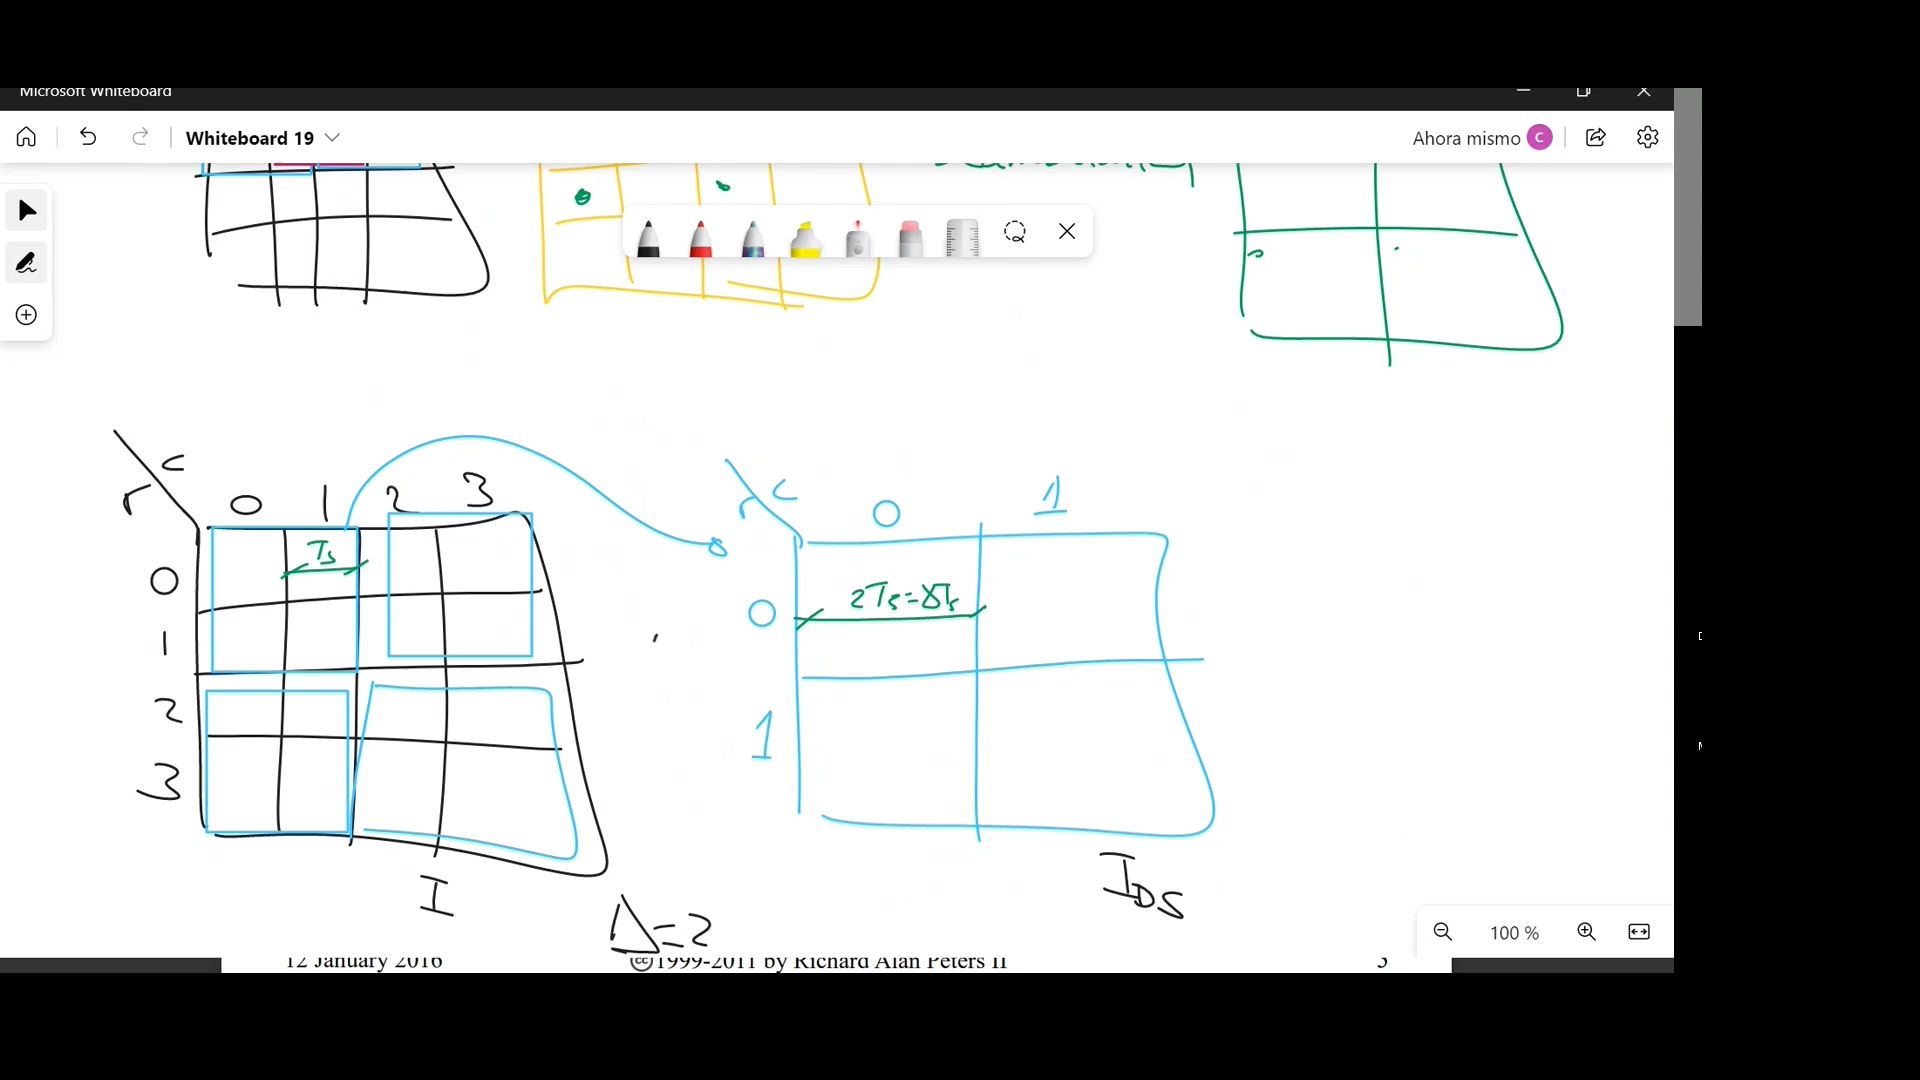 Microsoft Whiteboard
Whiteboard 19
Ahora mismo C
c
r
0 1 2 3
Ts
0
1
2
3
I
Δ=2
c
r
0 1
2Ts=ΔTs
0
1
IDS
100 %
12 January 2016
1999-2011 by Richard Alan Peters II
3